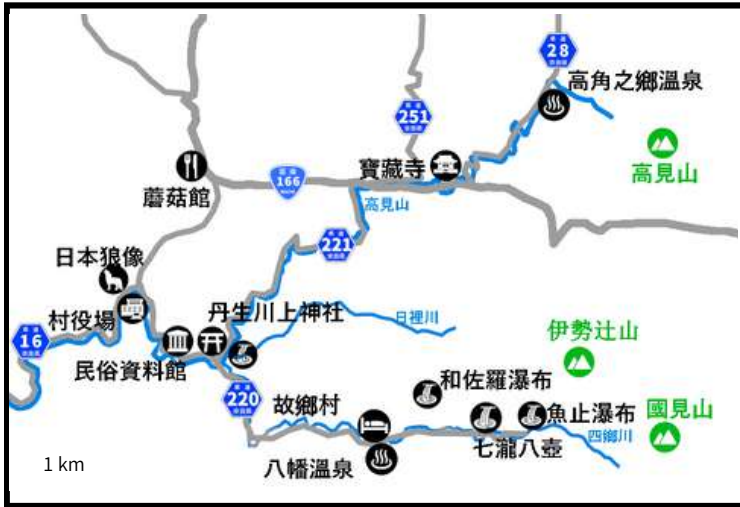 28
高角之鄉溫泉
251
寶藏寺
高見山
166
蘑菇館
高見山
221
日本狼像
丹生川上神社
日裡川
村役場
16
伊勢辻山
民俗資料館
220
和佐羅瀑布
故鄉村
魚止瀑布
國見山
七瀧八壺
四鄉川
八幡溫泉
1 km